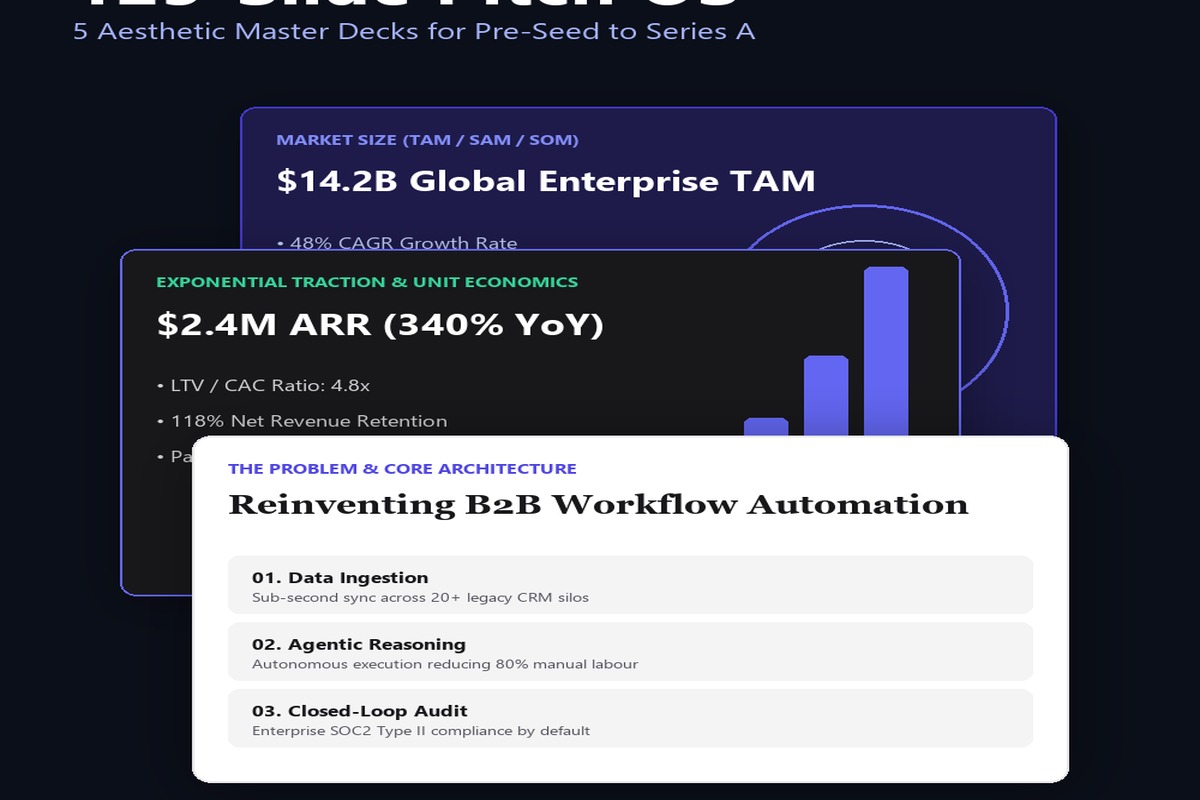 5 Aesthetic Master Decks for Pre-Seed to Series A
MARKET SIZE (TAM / SAM / SOM)
$14.2B Global Enterprise TAM
• 48% CAGR Growth Rate
EXPONENTIAL TRACTION & UNIT ECONOMICS
$2.4M ARR (340% YoY)
• LTV / CAC Ratio: 4.8x
• 118% Net Revenue Retention
• Pa
THE PROBLEM & CORE ARCHITECTURE
Reinventing B2B Workflow Automation
01. Data Ingestion
Sub-second sync across 20+ legacy CRM silos
02. Agentic Reasoning
Autonomous execution reducing 80% manual labour
03. Closed-Loop Audit
Enterprise SOC2 Type II compliance by default